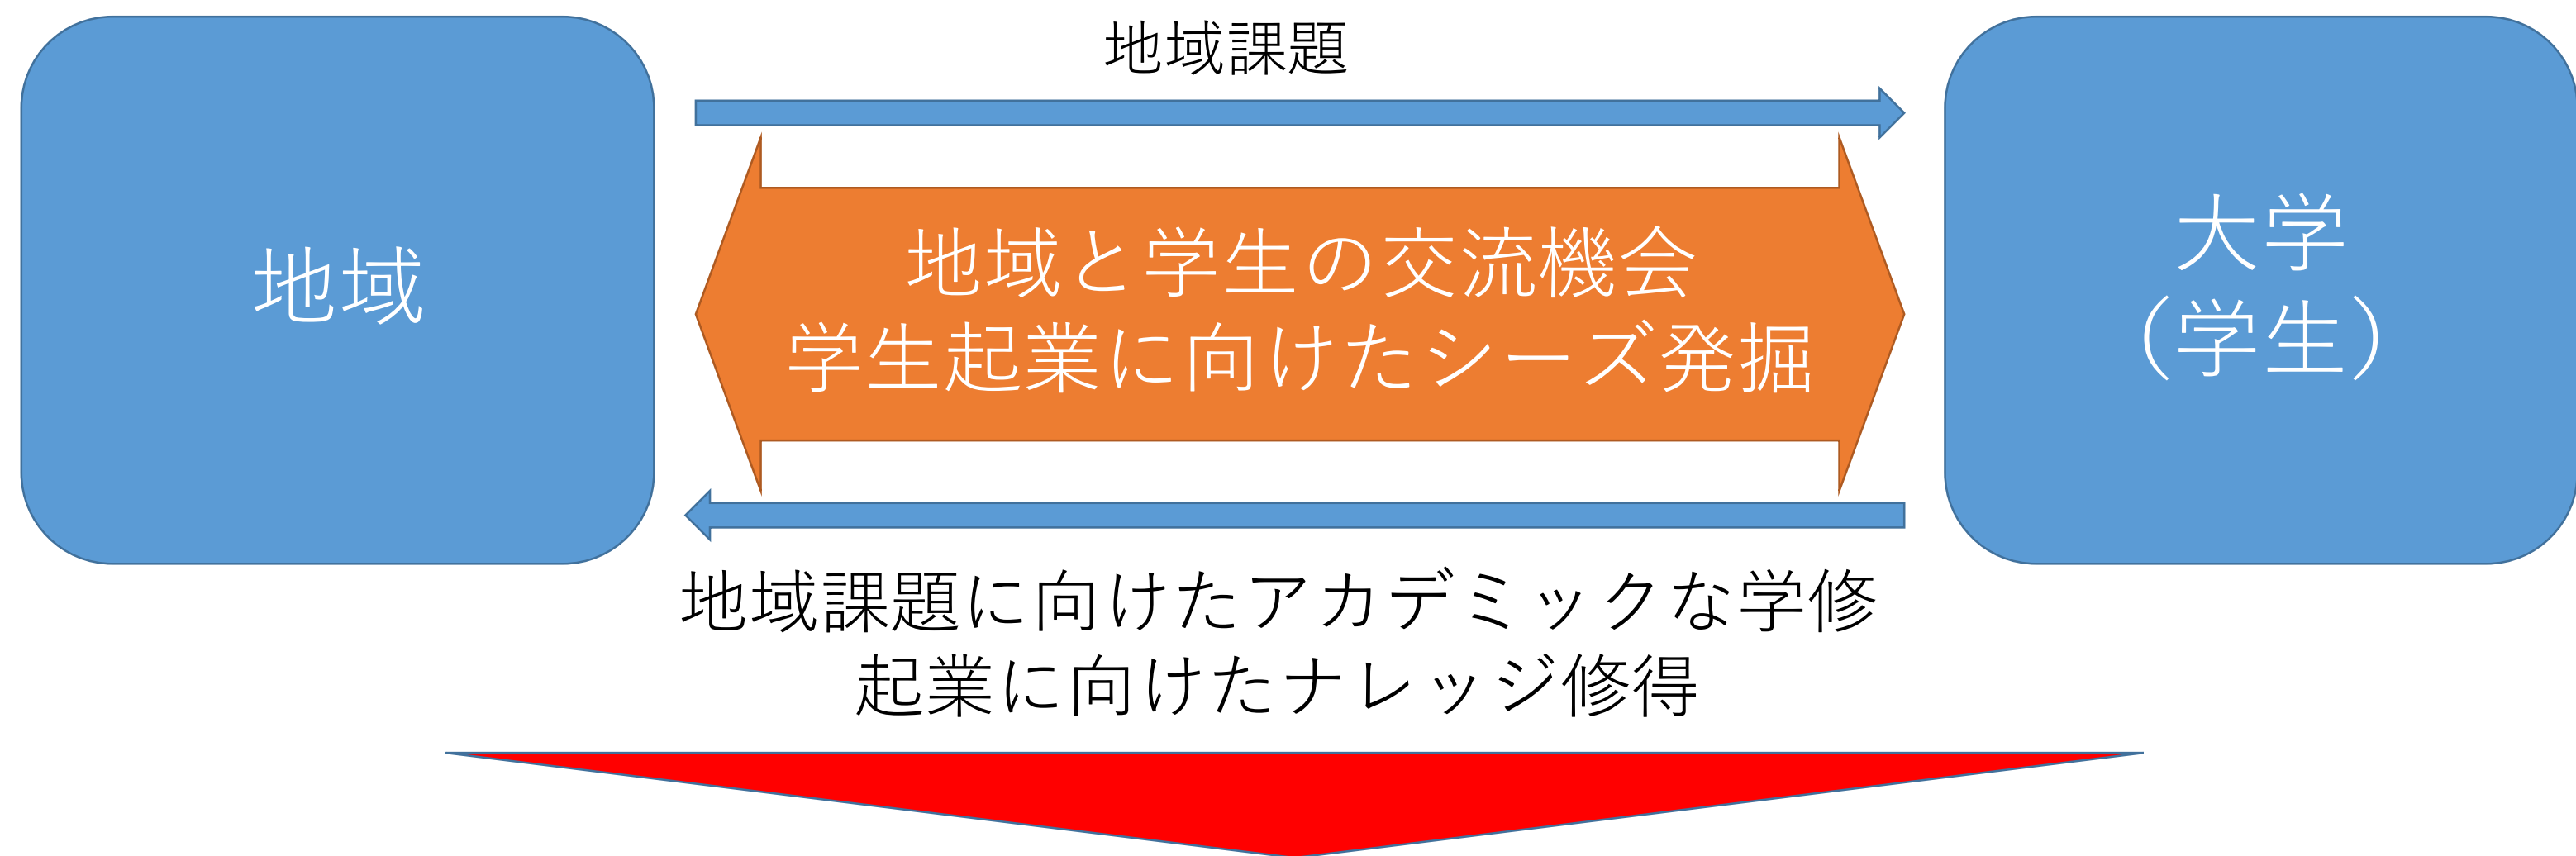 地域課題
地域
地域と学生の交流機会
学生起業に向けたシーズ発掘
大学
（学生）
地域課題に向けたアカデミックな学修
起業に向けたナレッジ修得